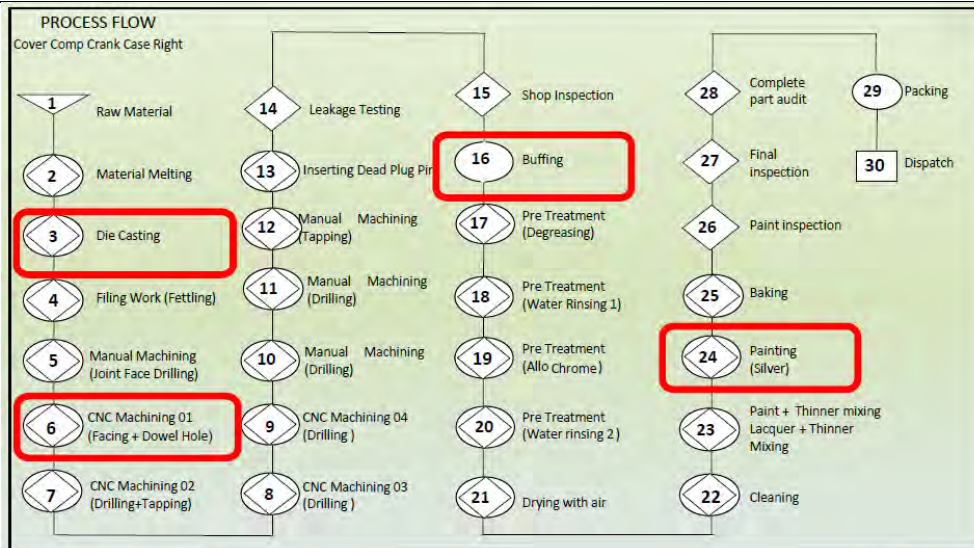 PROCESS FLOW
Cover Comp Crank Case Right
1 Raw Material
2 Material Melting
3 Die Casting
4 Filing Work (Fettling)
5 Manual Machining
(Joint Face Drilling)
6 CNC Machining 01
(Facing + Dowel Hole)
7 CNC Machining 02
(Drilling+Tapping)
14 Leakage Testing
13 Inserting Dead Plug Pin
12 Manual Machining
(Tapping)
11 Manual Machining
(Drilling)
10 Manual Machining
(Drilling)
9 CNC Machining 04
(Drilling )
8 CNC Machining 03
(Drilling )
15 Shop Inspection
16 Buffing
17 Pre Treatment
(Degreasing)
18 Pre Treatment
(Water Rinsing 1)
19 Pre Treatment
(Allo Chrome)
20 Pre Treatment
(Water rinsing 2)
21 Drying with air
28 Complete
part audit
27 Final
inspection
26 Paint inspection
25 Baking
24 Painting
(Silver)
23 Paint + Thinner mixing
Lacquer + Thinner
Mixing
22 Cleaning
29 Packing
30 Dispatch